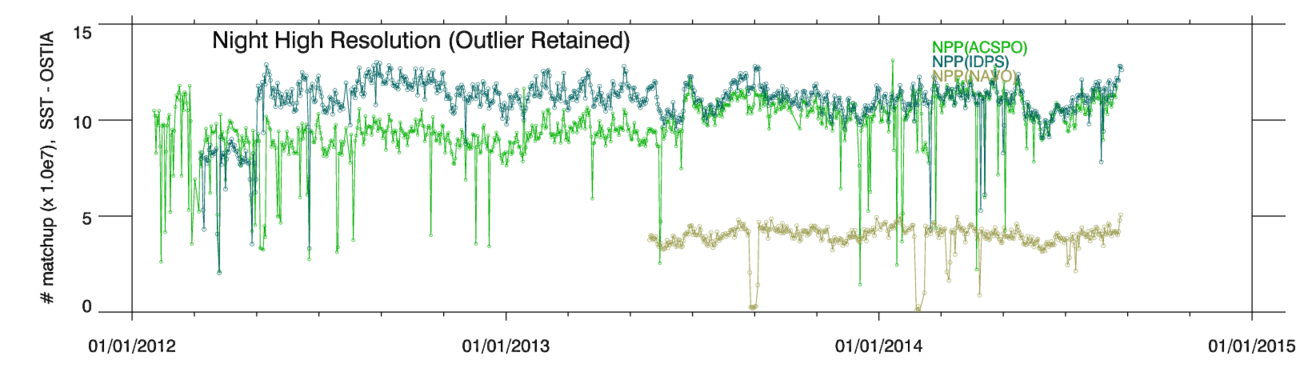 Night High Resolution (Outlier Retained)
NPP(ACSPO)
NPP(IDPS)
NPP(NAVO)
# matchup (x 1.0e7), SST - OSTIA
15
10
5
0
01/01/2012
01/01/2013
01/01/2014
01/01/2015